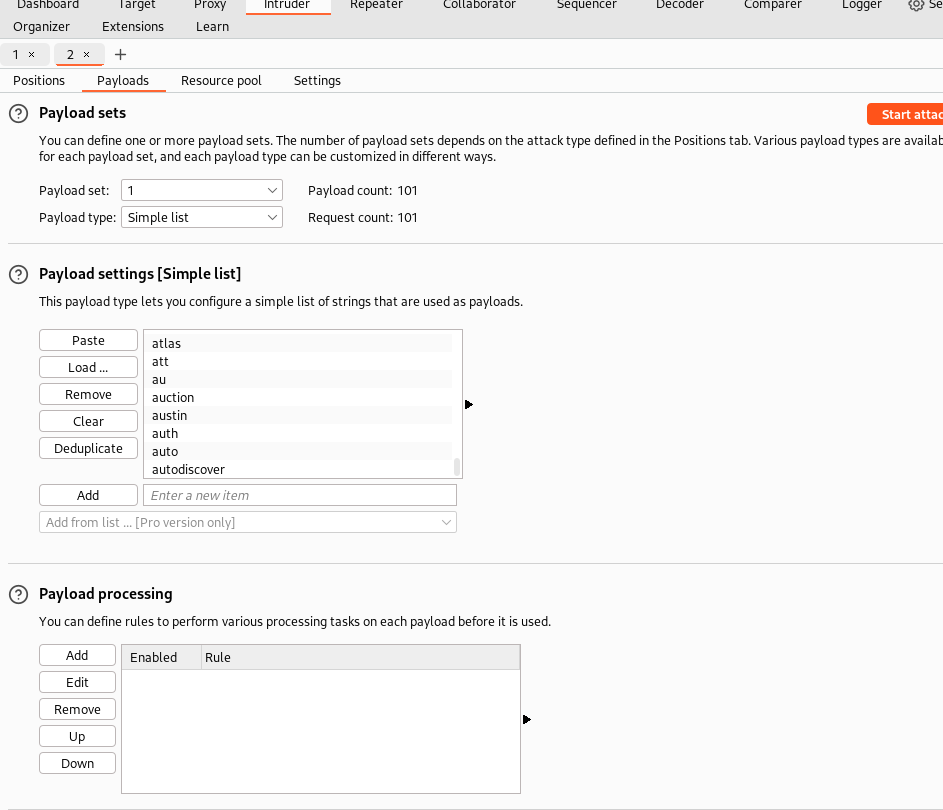 Dashboard Target Proxy Intruder Repeater Collaborator Sequencer Decoder Comparer Logger Se
Organizer Extensions Learn
1 × 2 × +
Positions Payloads Resource pool Settings
? Payload sets Start attac
You can define one or more payload sets. The number of payload sets depends on the attack type defined in the Positions tab. Various payload types are availab
for each payload set, and each payload type can be customized in different ways.
Payload set: 1 Payload count: 101
Payload type: Simple list Request count: 101
? Payload settings [Simple list]
This payload type lets you configure a simple list of strings that are used as payloads.
Paste
Load ...
Remove
Clear
Deduplicate
atlas
att
au
auction
austin
auth
auto
autodiscover
Add Enter a new item
Add from list ... [Pro version only]
? Payload processing
You can define rules to perform various processing tasks on each payload before it is used.
Add
Edit
Remove
Up
Down
Enabled Rule